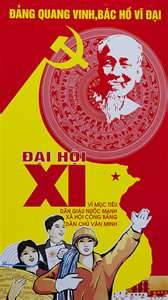 ĐẢNG QUANG VINH, BÁC HỒ VĨ ĐẠI
ĐẠI HỘI
XI
VÌ MỤC TIÊU
DÂN GIÀU NƯỚC MẠNH
XÃ HỘI CÔNG BẰNG
DÂN CHỦ VĂN MINH